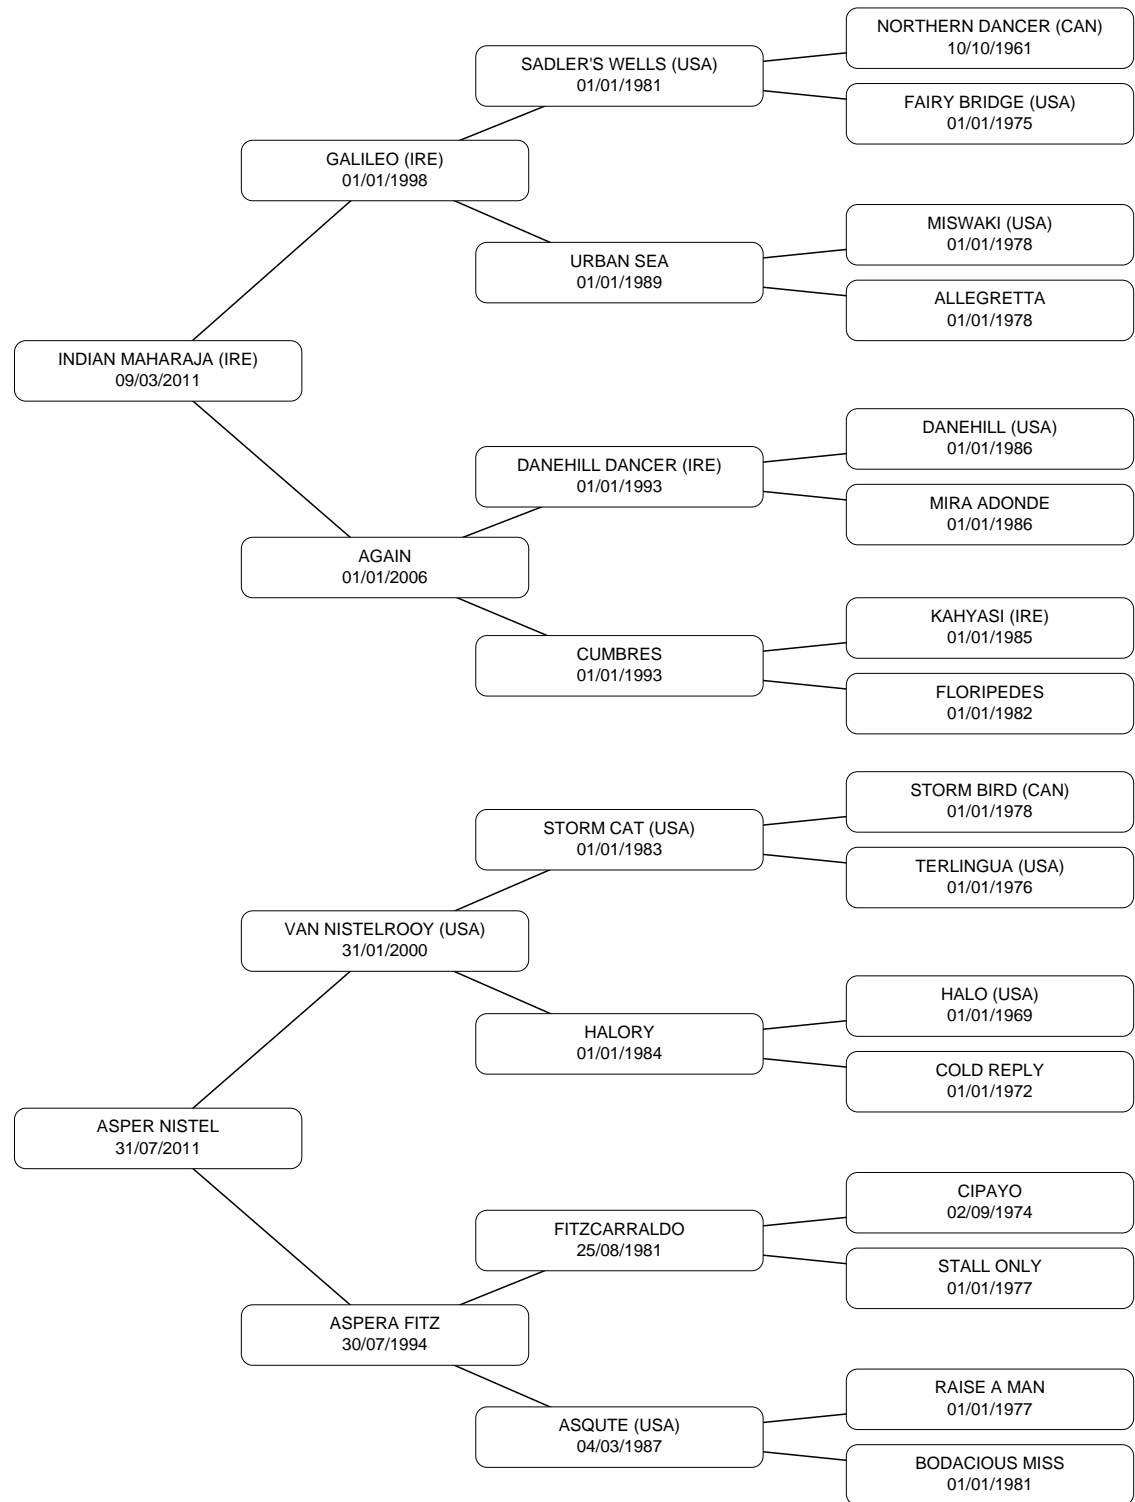 NORTHERN DANCER (CAN)
10/10/1961
SADLER'S WELLS (USA)
01/01/1981
FAIRY BRIDGE (USA)
01/01/1975
GALILEO (IRE)
01/01/1998
MISWAKI (USA)
01/01/1978
URBAN SEA
01/01/1989
ALLEGRETTA
01/01/1978
INDIAN MAHARAJA (IRE)
09/03/2011
DANEHILL (USA)
01/01/1986
DANEHILL DANCER (IRE)
01/01/1993
MIRA ADONDE
01/01/1986
AGAIN
01/01/2006
KAHYASI (IRE)
01/01/1985
CUMBRES
01/01/1993
FLORIPEDES
01/01/1982
STORM BIRD (CAN)
01/01/1978
STORM CAT (USA)
01/01/1983
TERLINGUA (USA)
01/01/1976
VAN NISTELROOY (USA)
31/01/2000
HALO (USA)
01/01/1969
HALORY
01/01/1984
COLD REPLY
01/01/1972
ASPER NISTEL
31/07/2011
CIPAYO
02/09/1974
FITZCARRALDO
25/08/1981
STALL ONLY
01/01/1977
ASPERA FITZ
30/07/1994
RAISE A MAN
01/01/1977
ASQUTE (USA)
04/03/1987
BODACIOUS MISS
01/01/1981